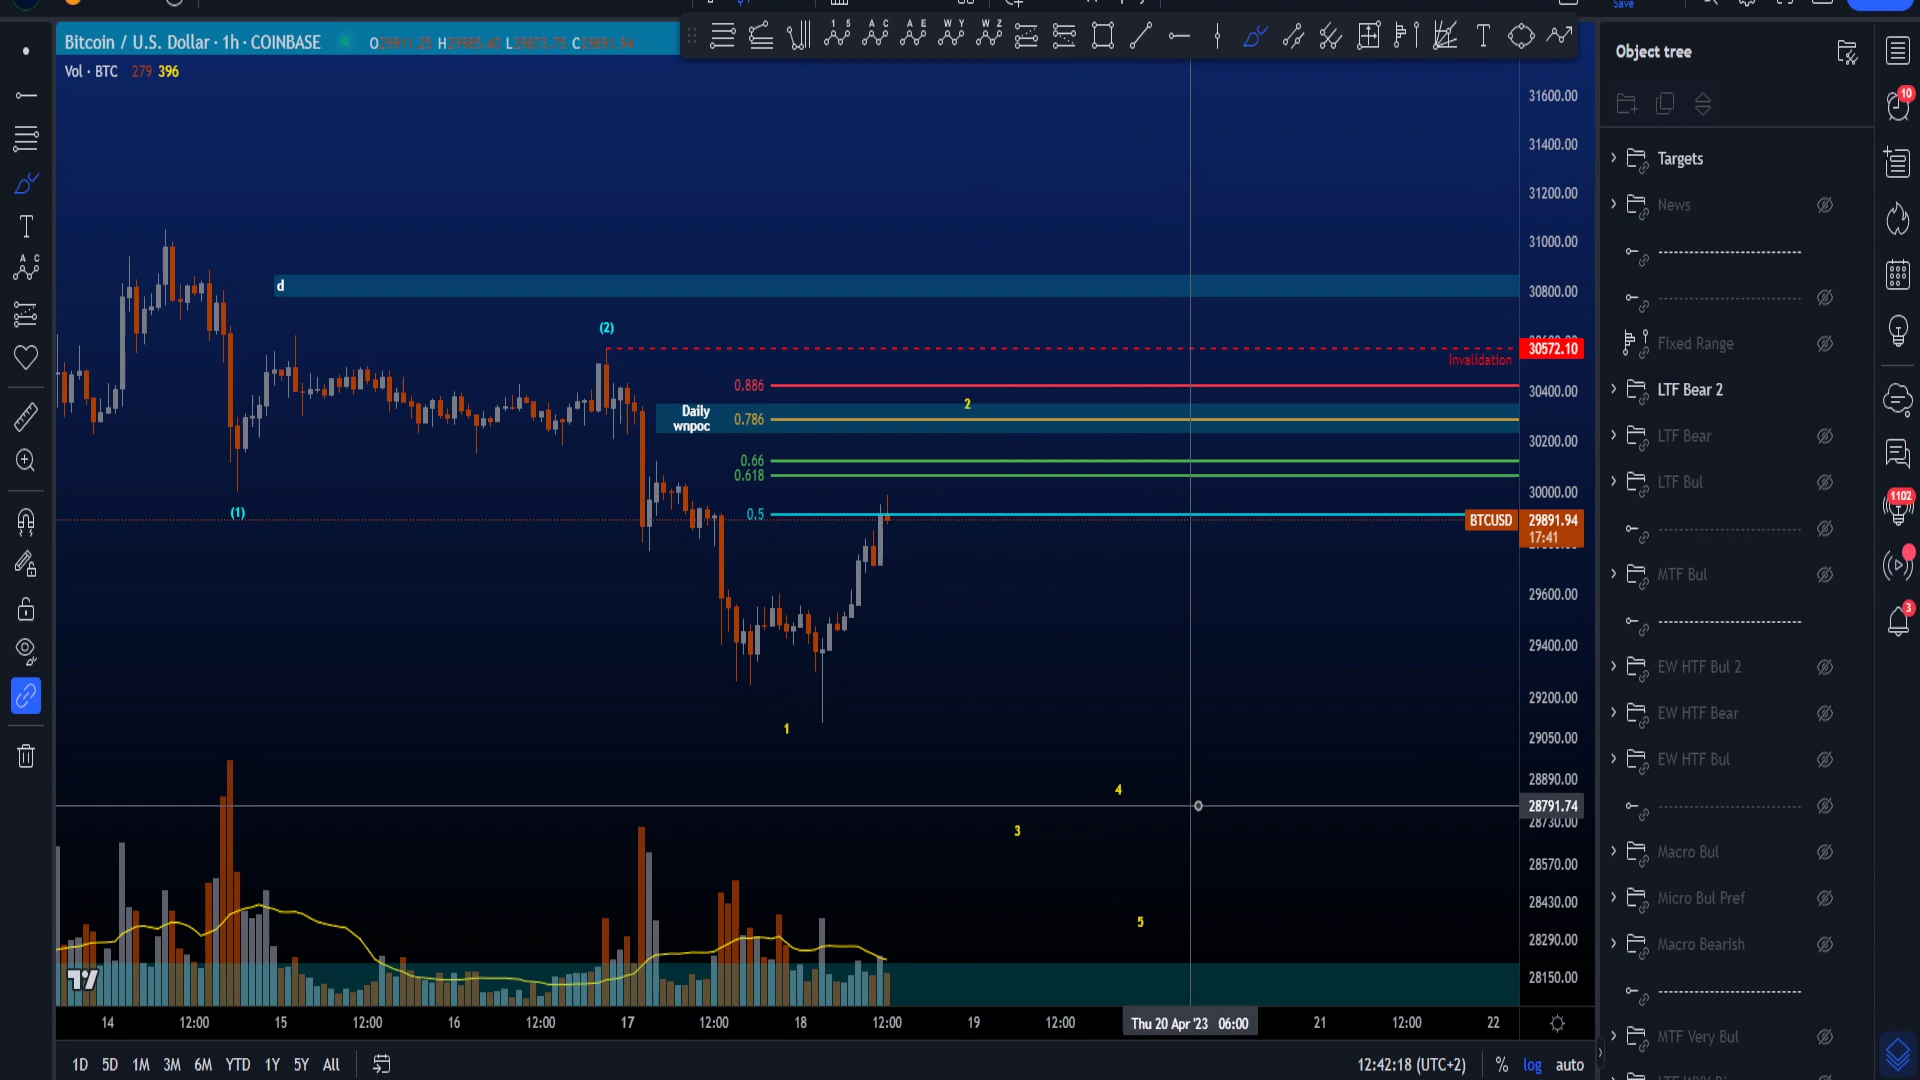 Save
Bitcoin / U.S. Dollar · 1h · COINBASE
Vol · BTC 279 396
Object tree
Targets
News
Fixed Range
LTF Bear 2
LTF Bear
LTF Bul
MTF Bul
EW HTF Bul 2
EW HTF Bear
EW HTF Bul
Macro Bul
Micro Bul Pref
Macro Bearish
MTF Very Bul
10
1102
3
31600.00
31400.00
31200.00
31000.00
30800.00
30572.10
30400.00
30200.00
30000.00
BTCUSD 29891.94
17:41
29600.00
29400.00
29200.00
29050.00
28890.00
28791.74
28730.00
28570.00
28430.00
28290.00
28150.00
d
(2)
Invalidation
0.886
2
Daily
wnpoc
0.786
0.66
0.618
(1)
0.5
1
4
3
5
14 12:00 15 12:00 16 12:00 17 12:00 18 12:00 19 12:00 Thu 20 Apr '23 06:00 21 12:00 22
1D 5D 1M 3M 6M YTD 1Y 5Y All
12:42:18 (UTC+2) % log auto